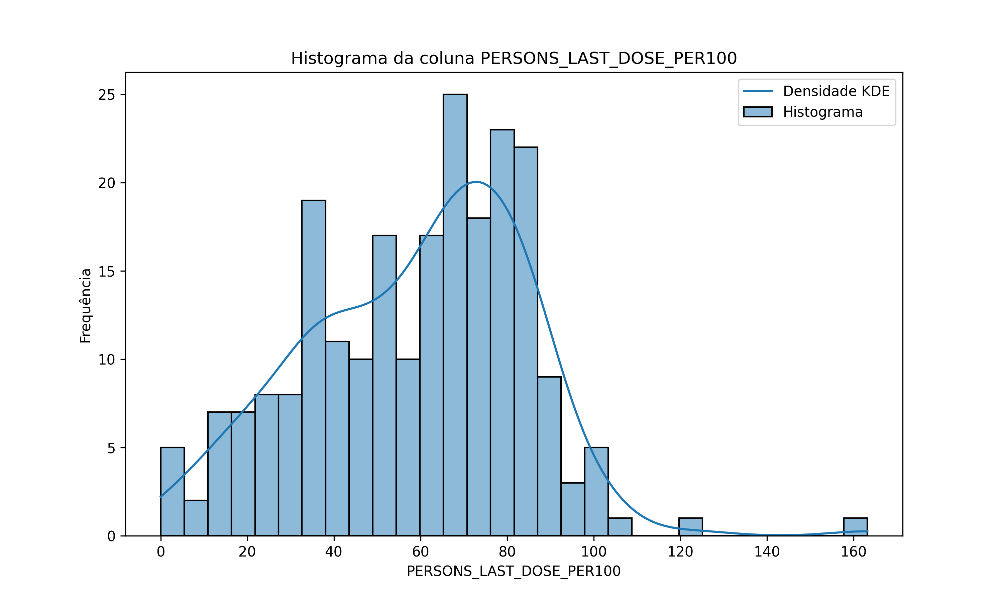 Histograma da coluna PERSONS_LAST_DOSE_PER100
Densidade KDE
Histograma
25
20
15
10
5
0
Frequência
0 20 40 60 80 100 120 140 160
PERSONS_LAST_DOSE_PER100